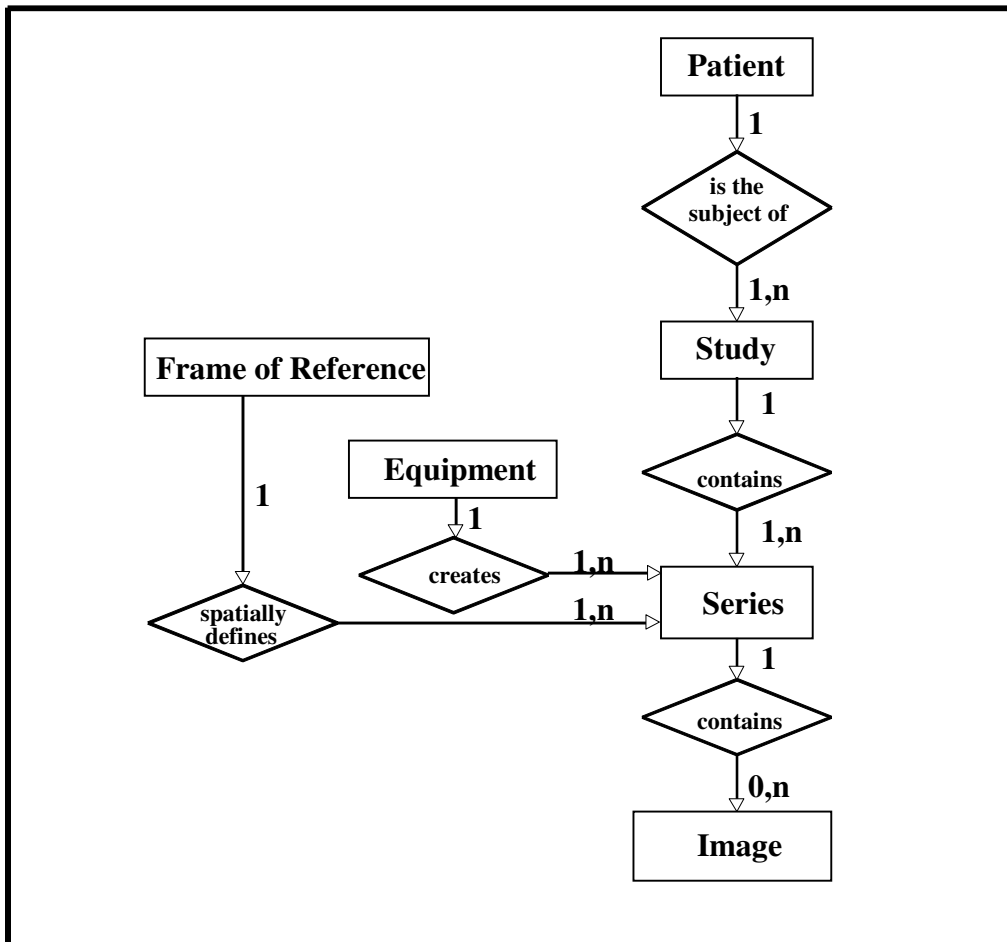 Patient
1
is the
subject of
1,n
Study
Frame of Reference
1
Equipment
contains
1
1
1,n
creates
1,n
Series
spatially
defines
1,n
1
contains
0,n
Image